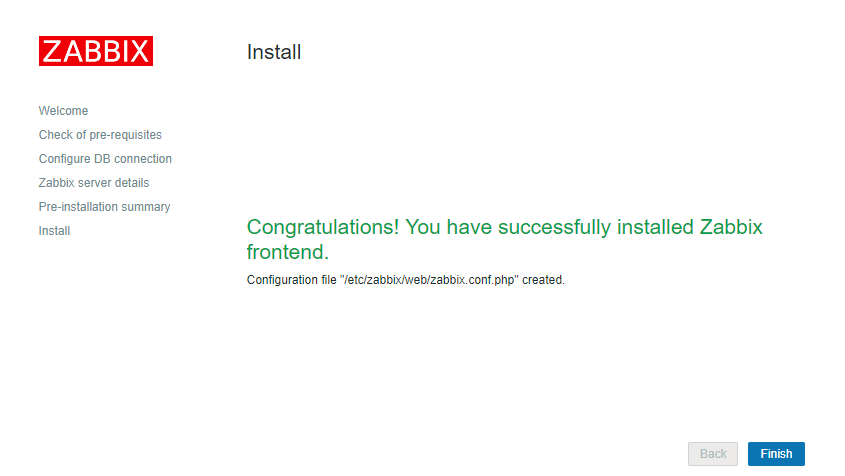 ZABBIX
Install
Welcome
Check of pre-requisites
Configure DB connection
Zabbix server details
Pre-installation summary
Install
Congratulations! You have successfully installed Zabbix
frontend.
Configuration file "/etc/zabbix/web/zabbix.conf.php" created.
Back
Finish